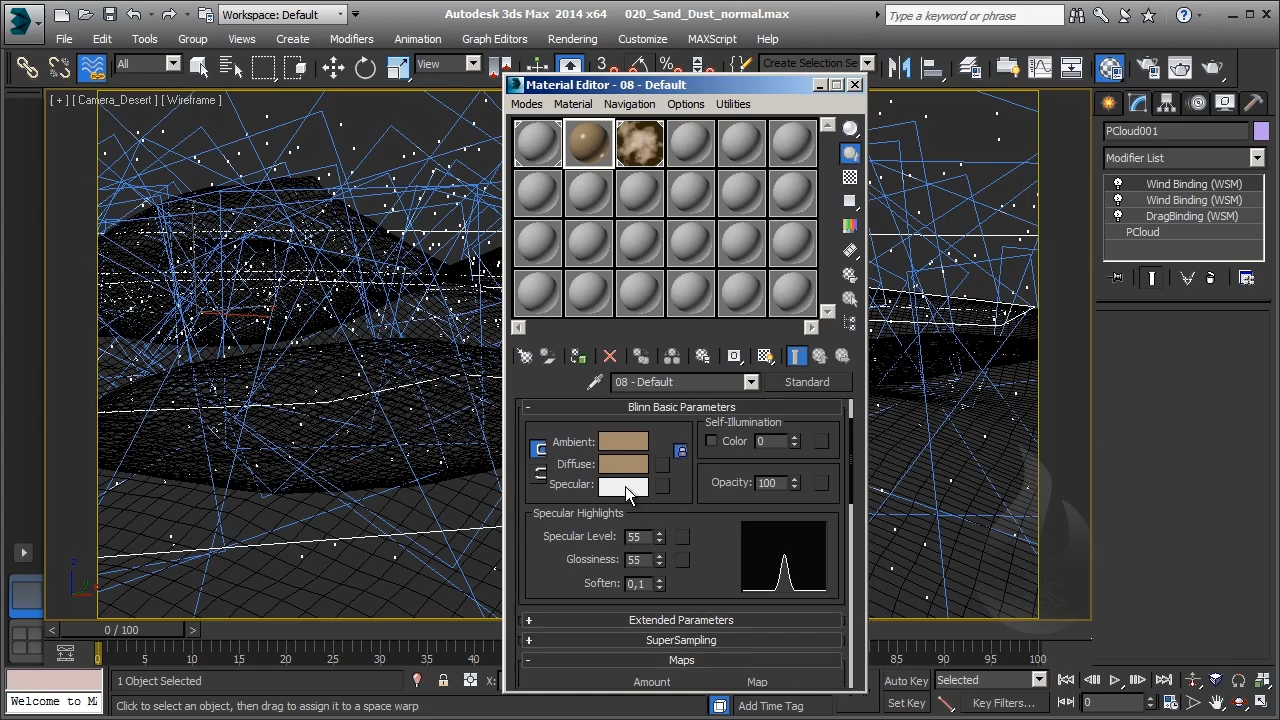 Workspace: Default
Autodesk 3ds Max 2014 x64 020_Sand_Dust_normal.max
Type a keyword or phrase
File Edit Tools Group Views Create Modifiers Animation Graph Editors Rendering Customize MAXScript Help
All
View
3
Create Selection Se
[ + ] [ Camera_Desert ] [ Wireframe ]
Material Editor - 08 - Default
Modes Material Navigation Options Utilities
08 - Default
Standard
Blinn Basic Parameters
Ambient:
Diffuse:
Specular:
Self-Illumination
Color 0
Opacity: 100
Specular Highlights
Specular Level: 55
Glossiness: 55
Soften: 0,1
Extended Parameters
SuperSampling
Maps
Amount Map
PCloud001
Modifier List
Wind Binding (WSM)
Wind Binding (WSM)
DragBinding (WSM)
PCloud
0 / 100
0 5 10 15 20 25 30 35 40 85 90 95 100
1 Object Selected
X:
Auto Key
Selected
Welcome to MA
Click to select an object, then drag to assign it to a space warp
Add Time Tag
Set Key
Key Filters...
0